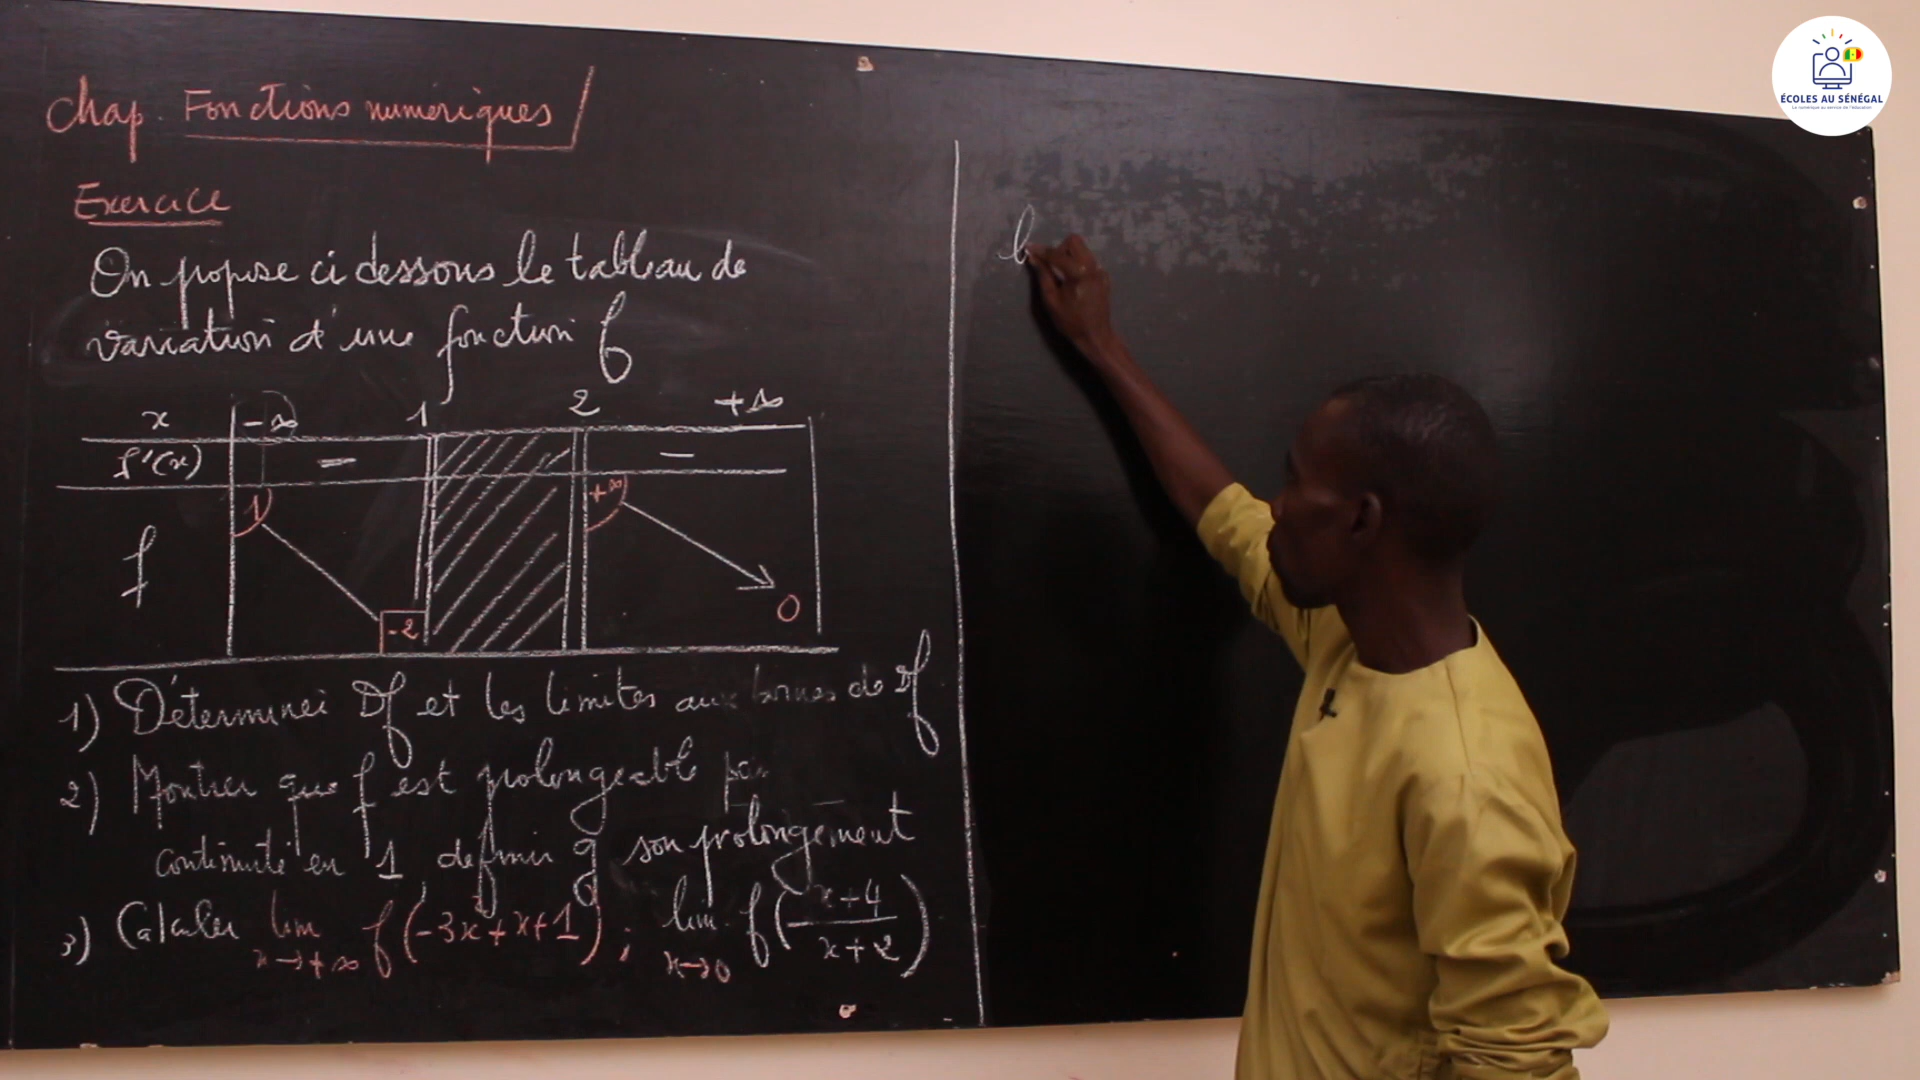 Chap. Fonctions numériques
Exercice
On propose ci dessous le tableau de
variation d'une fonction f
x -∞ 1 2 +∞
f'(x) - -
f 1 -2 +∞ 0
1) Déterminer Df et les limites aux bornes de Df
2) Montrer que f est prolongeable par
continuité en 1 definir g son prolongement
3) Calculer lim x→+∞ f(-3x²+x+1) ; lim x→0 f(x+4/x+2)
ÉCOLES AU SÉNÉGAL